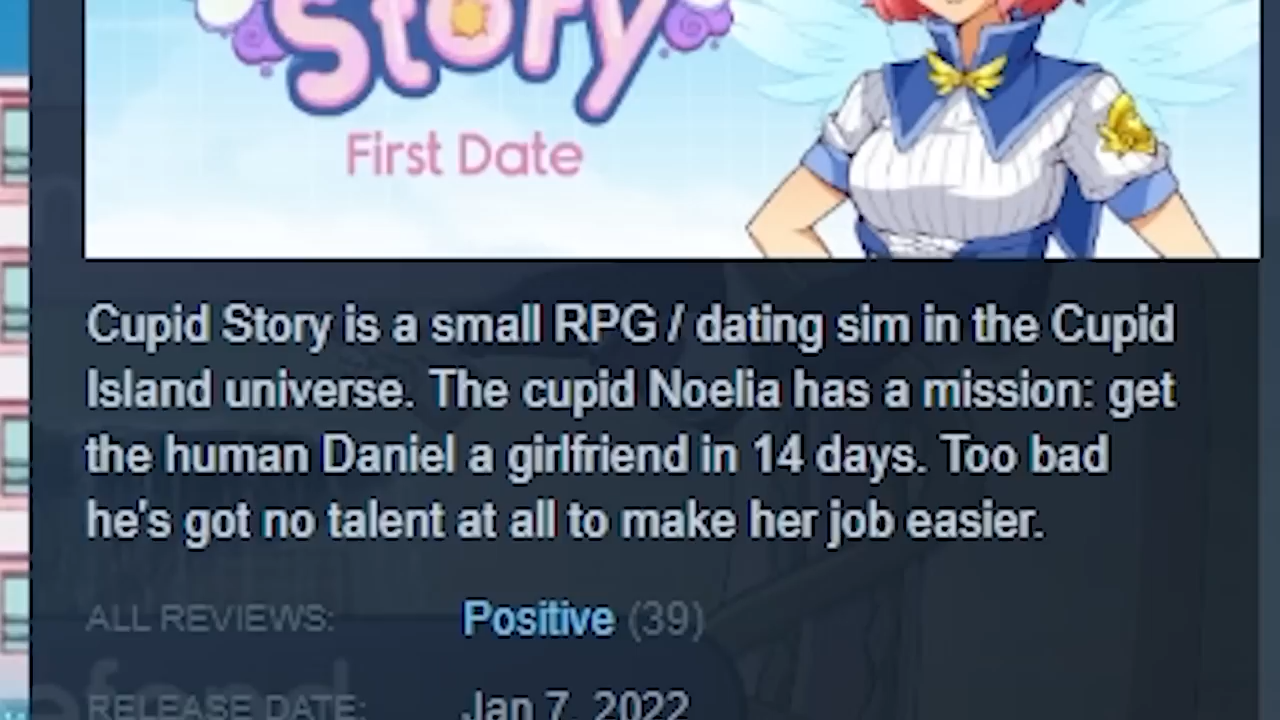 Story
First Date
Cupid Story is a small RPG / dating sim in the Cupid
Island universe. The cupid Noelia has a mission: get
the human Daniel a girlfriend in 14 days. Too bad
he's got no talent at all to make her job easier.
ALL REVIEWS: Positive (39)
RELEASE DATE: Jan 7, 2022